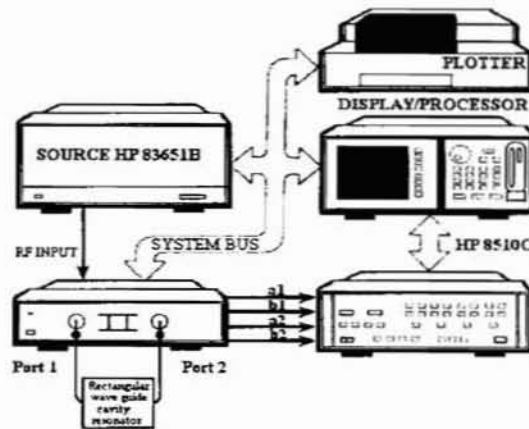 PLOTTER
DISPLAY/PROCESSOR
SOURCE HP 83651B
SYSTEM BUS
RF INPUT
HP 8510C
a1
b1
a2
b2
Port 1
Port 2
Rectangular
wave guide
cavity
resonator